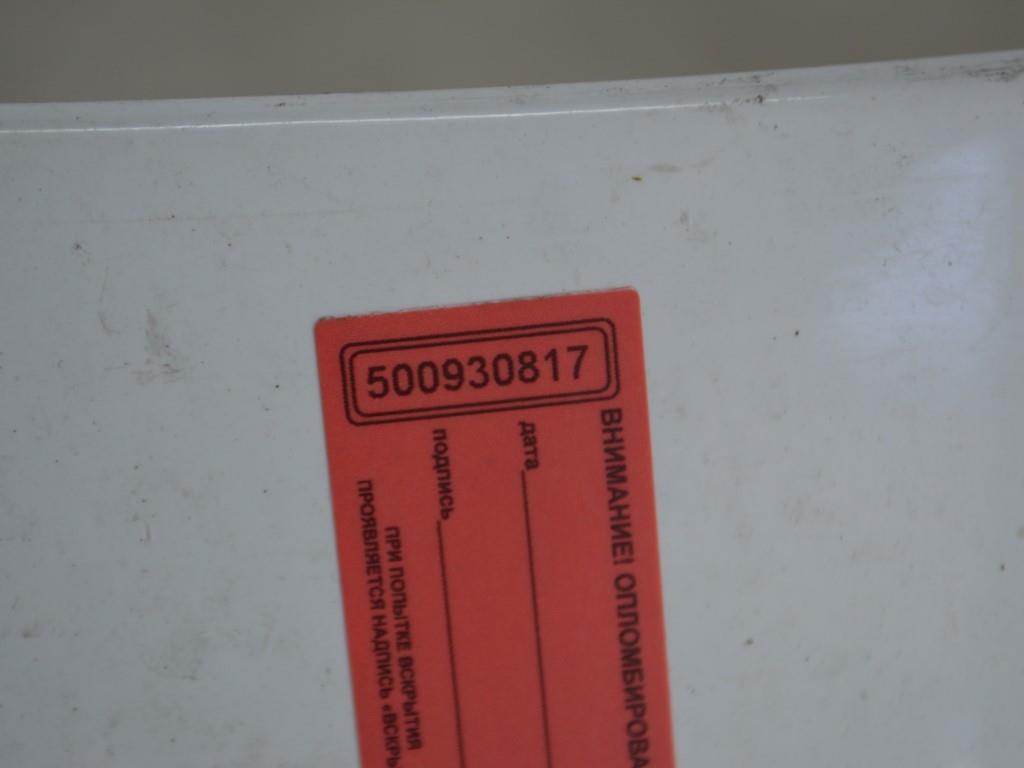 500930817
ВНИМАНИЕ! ОПЛОМБИРОВА
дата
подпись
ПРИ ПОПЫТКЕ ВСКРЫТИЯ
ПРОЯВЛЯЕТСЯ НАДПИСЬ «ВСКРЫ